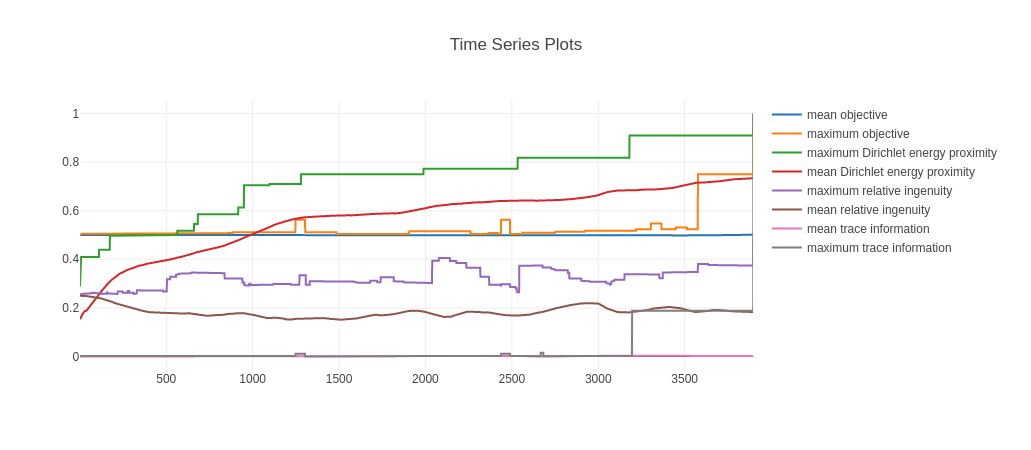 Time Series Plots
1
0.8
0.6
0.4
0.2
0
500 1000 1500 2000 2500 3000 3500
mean objective
maximum objective
maximum Dirichlet energy proximity
mean Dirichlet energy proximity
maximum relative ingenuity
mean relative ingenuity
mean trace information
maximum trace information